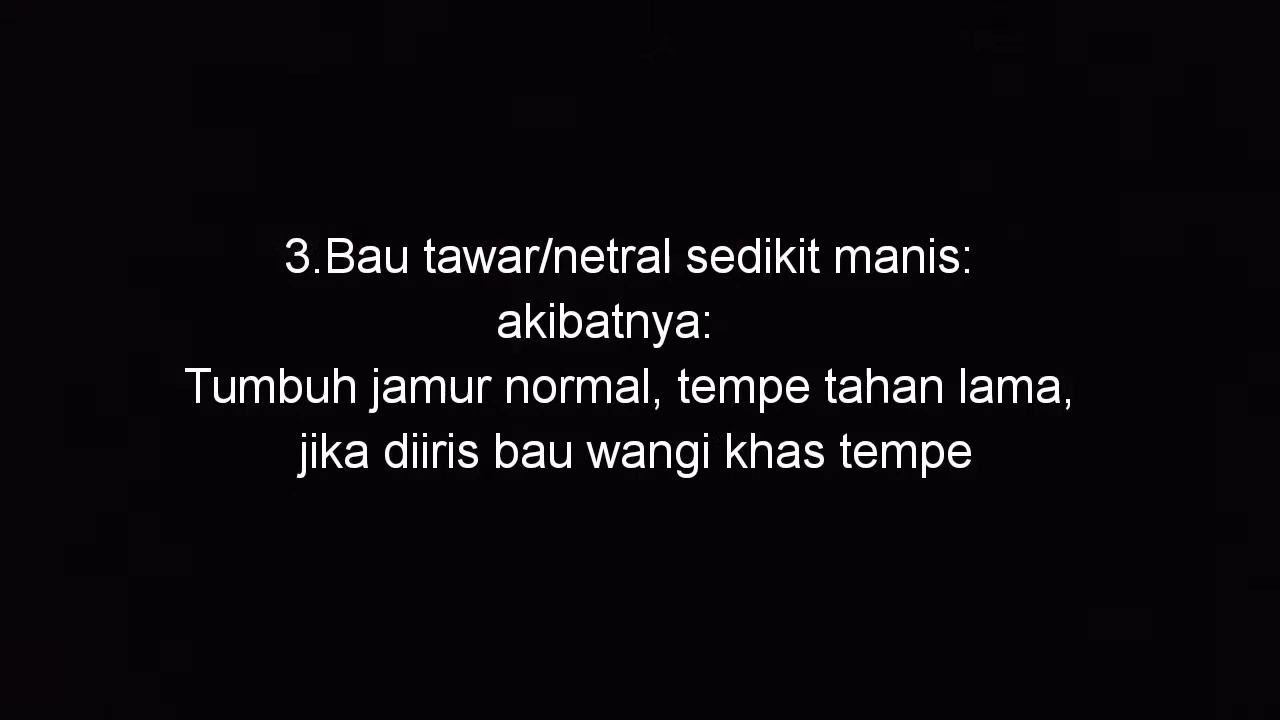 3.Bau tawar/netral sedikit manis:
akibatnya:
Tumbuh jamur normal, tempe tahan lama,
jika diiris bau wangi khas tempe